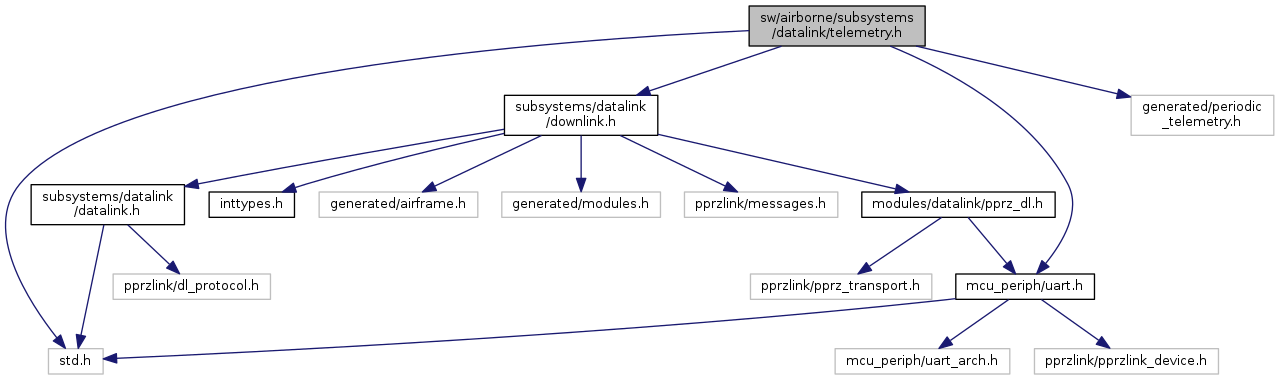 sw/airborne/subsystems
/datalink/telemetry.h
subsystems/datalink
/downlink.h
generated/periodic
_telemetry.h
subsystems/datalink
/datalink.h
inttypes.h
generated/airframe.h
generated/modules.h
pprzlink/messages.h
modules/datalink/pprz_dl.h
pprzlink/dl_protocol.h
pprzlink/pprz_transport.h
mcu_periph/uart.h
std.h
mcu_periph/uart_arch.h
pprzlink/pprzlink_device.h